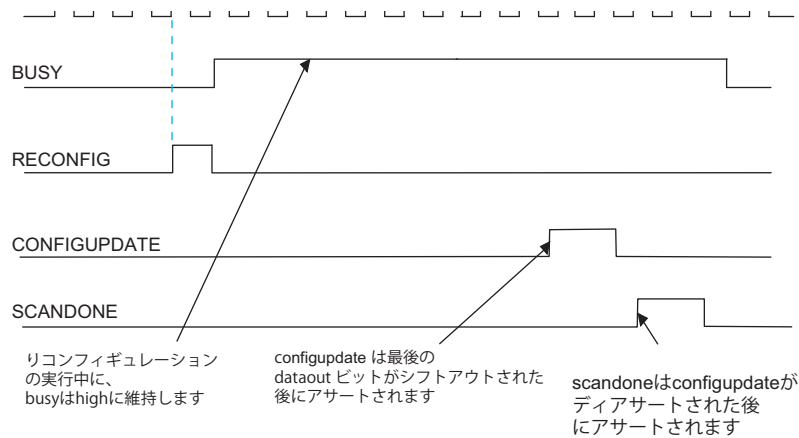 BUSY
RECONFIG
CONFIGUPDATE
SCANDONE
りコンフィギュレーション
の実行中に、
busyはhighに維持します
configupdate は最後の
dataout ビットがシフトアウトされた
後にアサートされます
scandoneはconfigupdateが
ディアサートされた後
にアサートされます